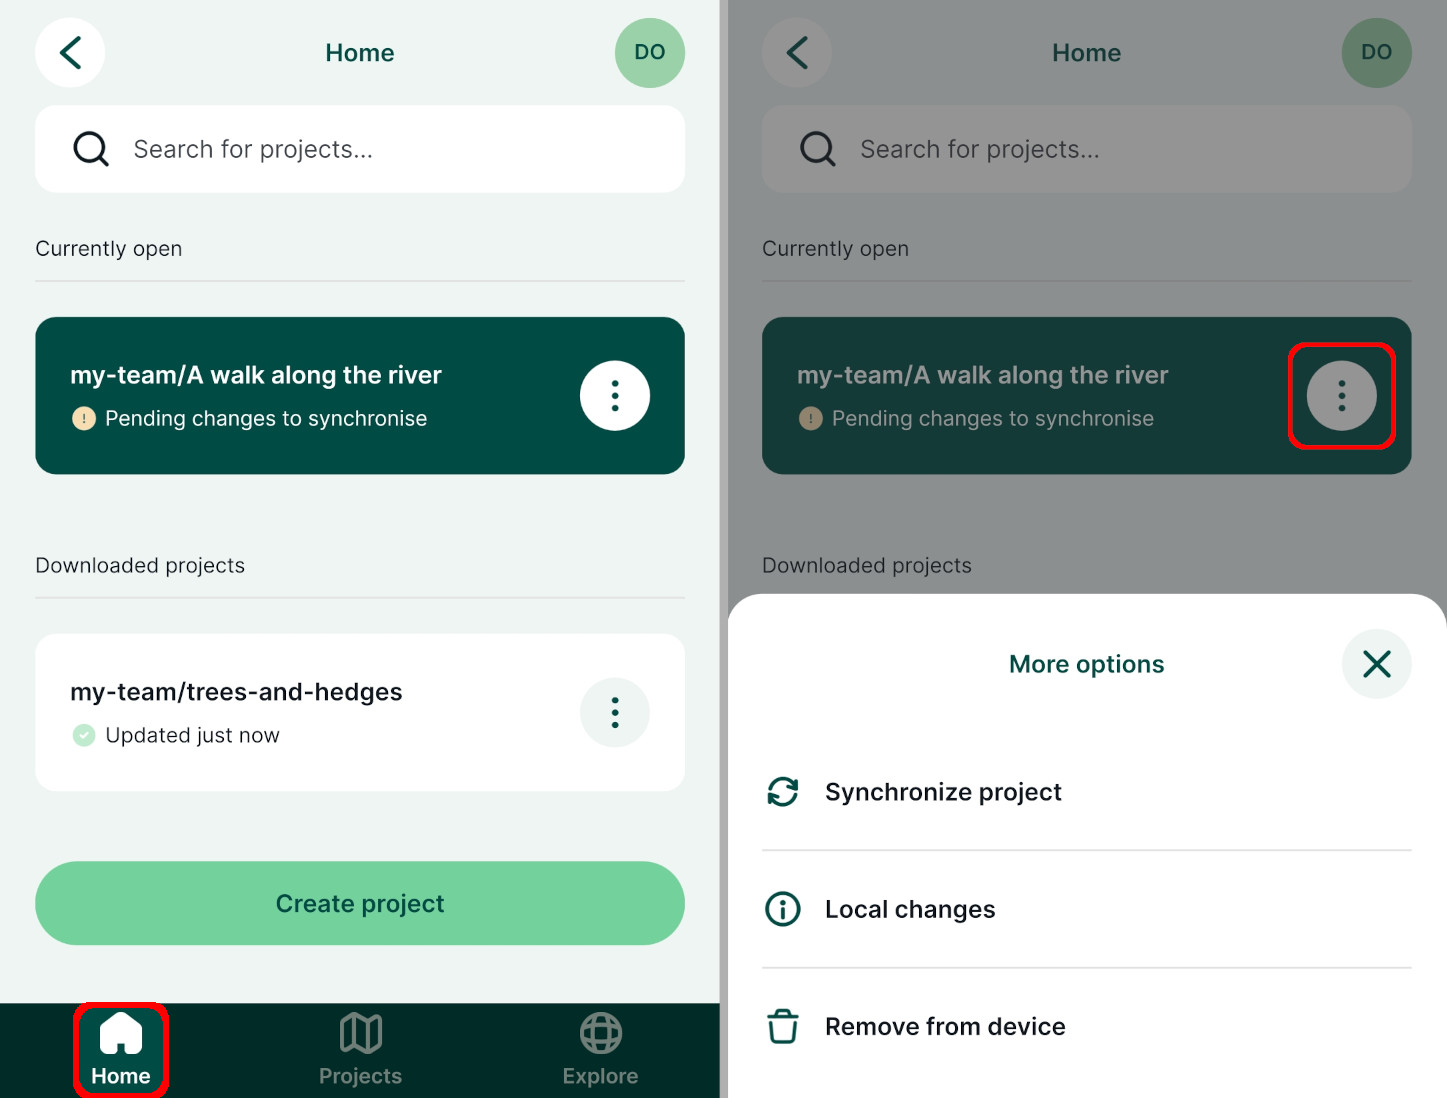 Home
DO
Search for projects...
Currently open
my-team/A walk along the river
! Pending changes to synchronise
Downloaded projects
my-team/trees-and-hedges
Updated just now
Create project
Home
Projects
Explore
Home
DO
Search for projects...
Currently open
my-team/A walk along the river
! Pending changes to synchronise
Downloaded projects
More options
Synchronize project
Local changes
Remove from device